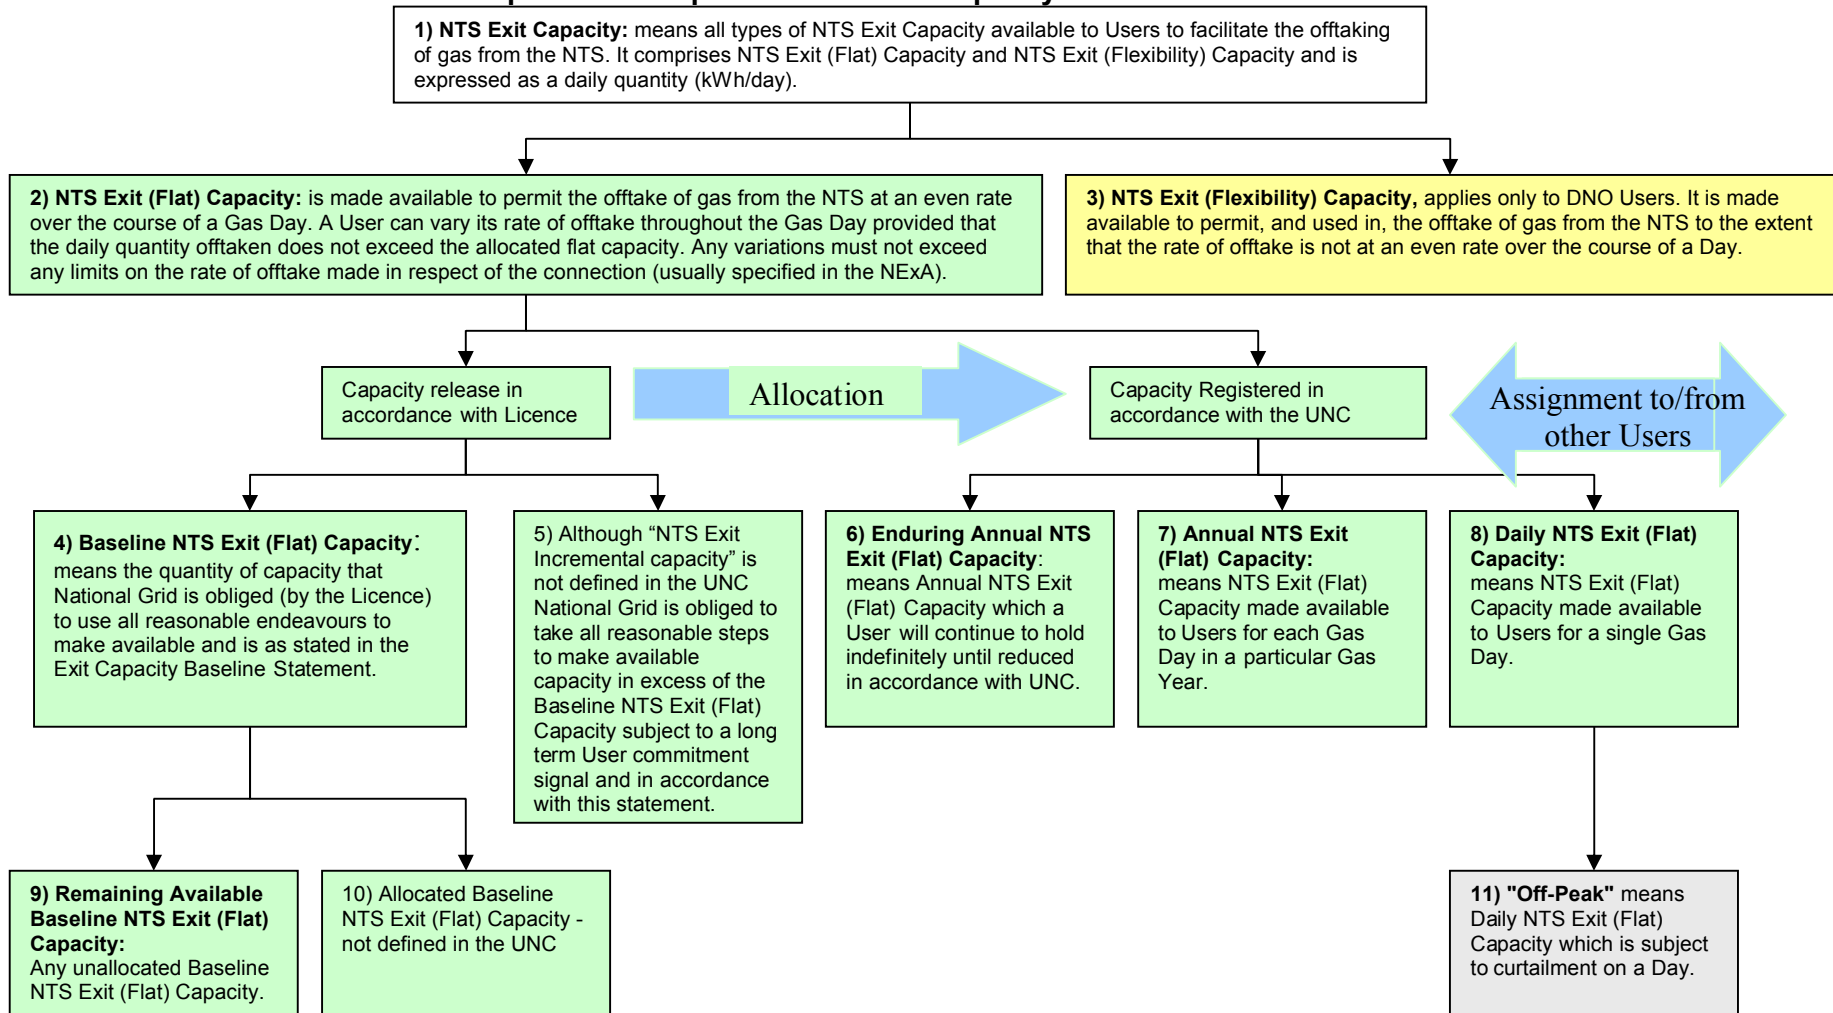 1) NTS Exit Capacity: means all types of NTS Exit Capacity available to Users to facilitate the offtaking
of gas from the NTS. It comprises NTS Exit (Flat) Capacity and NTS Exit (Flexibility) Capacity and is
expressed as a daily quantity (kWh/day).
2) NTS Exit (Flat) Capacity: is made available to permit the offtake of gas from the NTS at an even rate
over the course of a Gas Day. A User can vary its rate of offtake throughout the Gas Day provided that
the daily quantity offtaken does not exceed the allocated flat capacity. Any variations must not exceed
any limits on the rate of offtake made in respect of the connection (usually specified in the NExA).
3) NTS Exit (Flexibility) Capacity, applies only to DNO Users. It is made
available to permit, and used in, the offtake of gas from the NTS to the extent
that the rate of offtake is not at an even rate over the course of a Day.
Capacity release in
accordance with Licence
Allocation
Capacity Registered in
accordance with the UNC
Assignment to/from
other Users
4) Baseline NTS Exit (Flat) Capacity:
means the quantity of capacity that
National Grid is obliged (by the Licence)
to use all reasonable endeavours to
make available and is as stated in the
Exit Capacity Baseline Statement.
5) Although “NTS Exit
Incremental capacity” is
not defined in the UNC
National Grid is obliged to
take all reasonable steps
to make available
capacity in excess of the
Baseline NTS Exit (Flat)
Capacity subject to a long
term User commitment
signal and in accordance
with this statement.
6) Enduring Annual NTS
Exit (Flat) Capacity:
means Annual NTS Exit
(Flat) Capacity which a
User will continue to hold
indefinitely until reduced
in accordance with UNC.
7) Annual NTS Exit
(Flat) Capacity:
means NTS Exit (Flat)
Capacity made available
to Users for each Gas
Day in a particular Gas
Year.
8) Daily NTS Exit (Flat)
Capacity:
means NTS Exit (Flat)
Capacity made available
to Users for a single Gas
Day.
9) Remaining Available
Baseline NTS Exit (Flat)
Capacity:
Any unallocated Baseline
NTS Exit (Flat) Capacity.
10) Allocated Baseline
NTS Exit (Flat) Capacity -
not defined in the UNC
11) "Off-Peak" means
Daily NTS Exit (Flat)
Capacity which is subject
to curtailment on a Day.